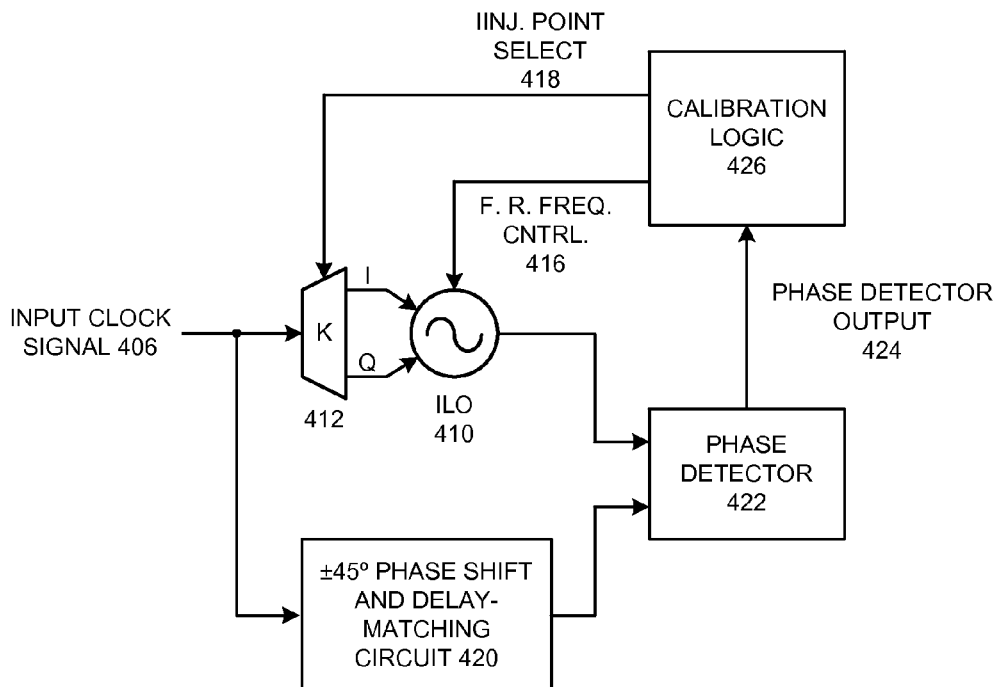 IINJ. POINT
SELECT
418
CALIBRATION
LOGIC
426
F. R. FREQ.
CNTRL.
416
I
INPUT CLOCK
SIGNAL 406
K
Q
412
ILO
410
PHASE DETECTOR
OUTPUT
424
PHASE
DETECTOR
422
±45º PHASE SHIFT
AND DELAY-
MATCHING
CIRCUIT 420